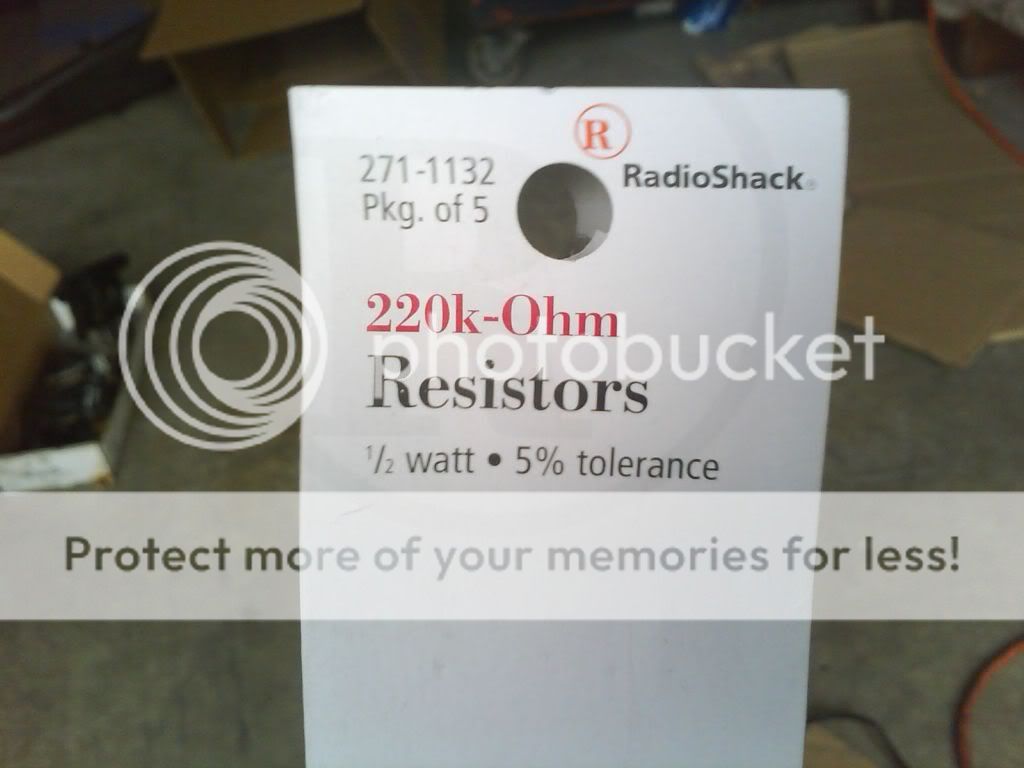 R
271-1132
RadioShack®
Pkg. of 5
220k-Ohm
photobucket
Resistors
1/2 watt • 5% tolerance
Protect more of your memories for less!